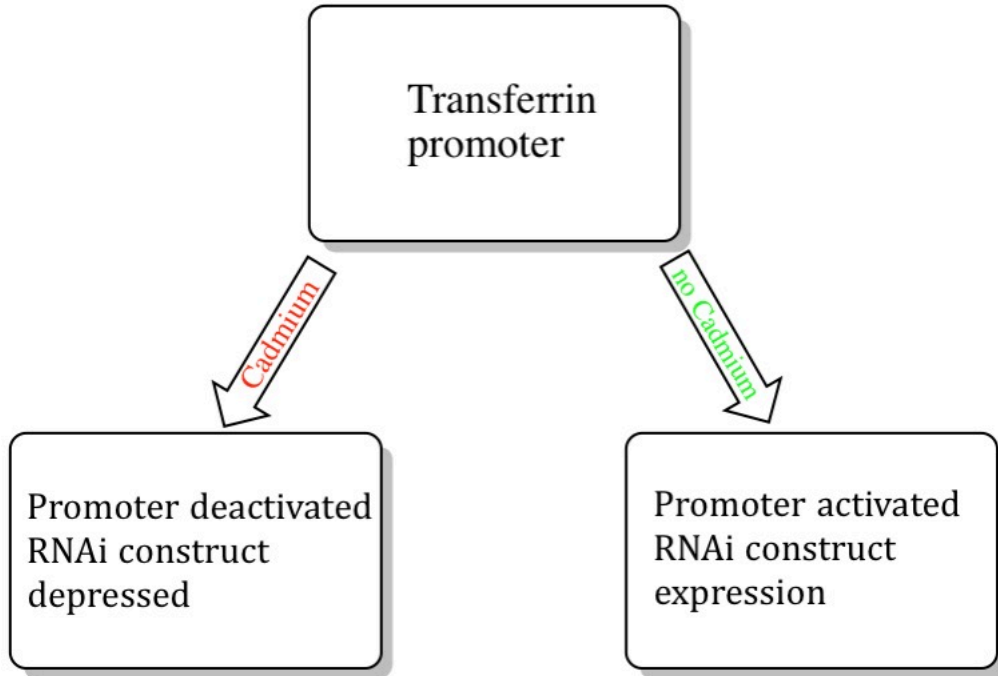 Transferrin
promoter
Cadmium
no Cadmium
Promoter deactivated
RNAi construct
depressed
Promoter activated
RNAi construct
expression